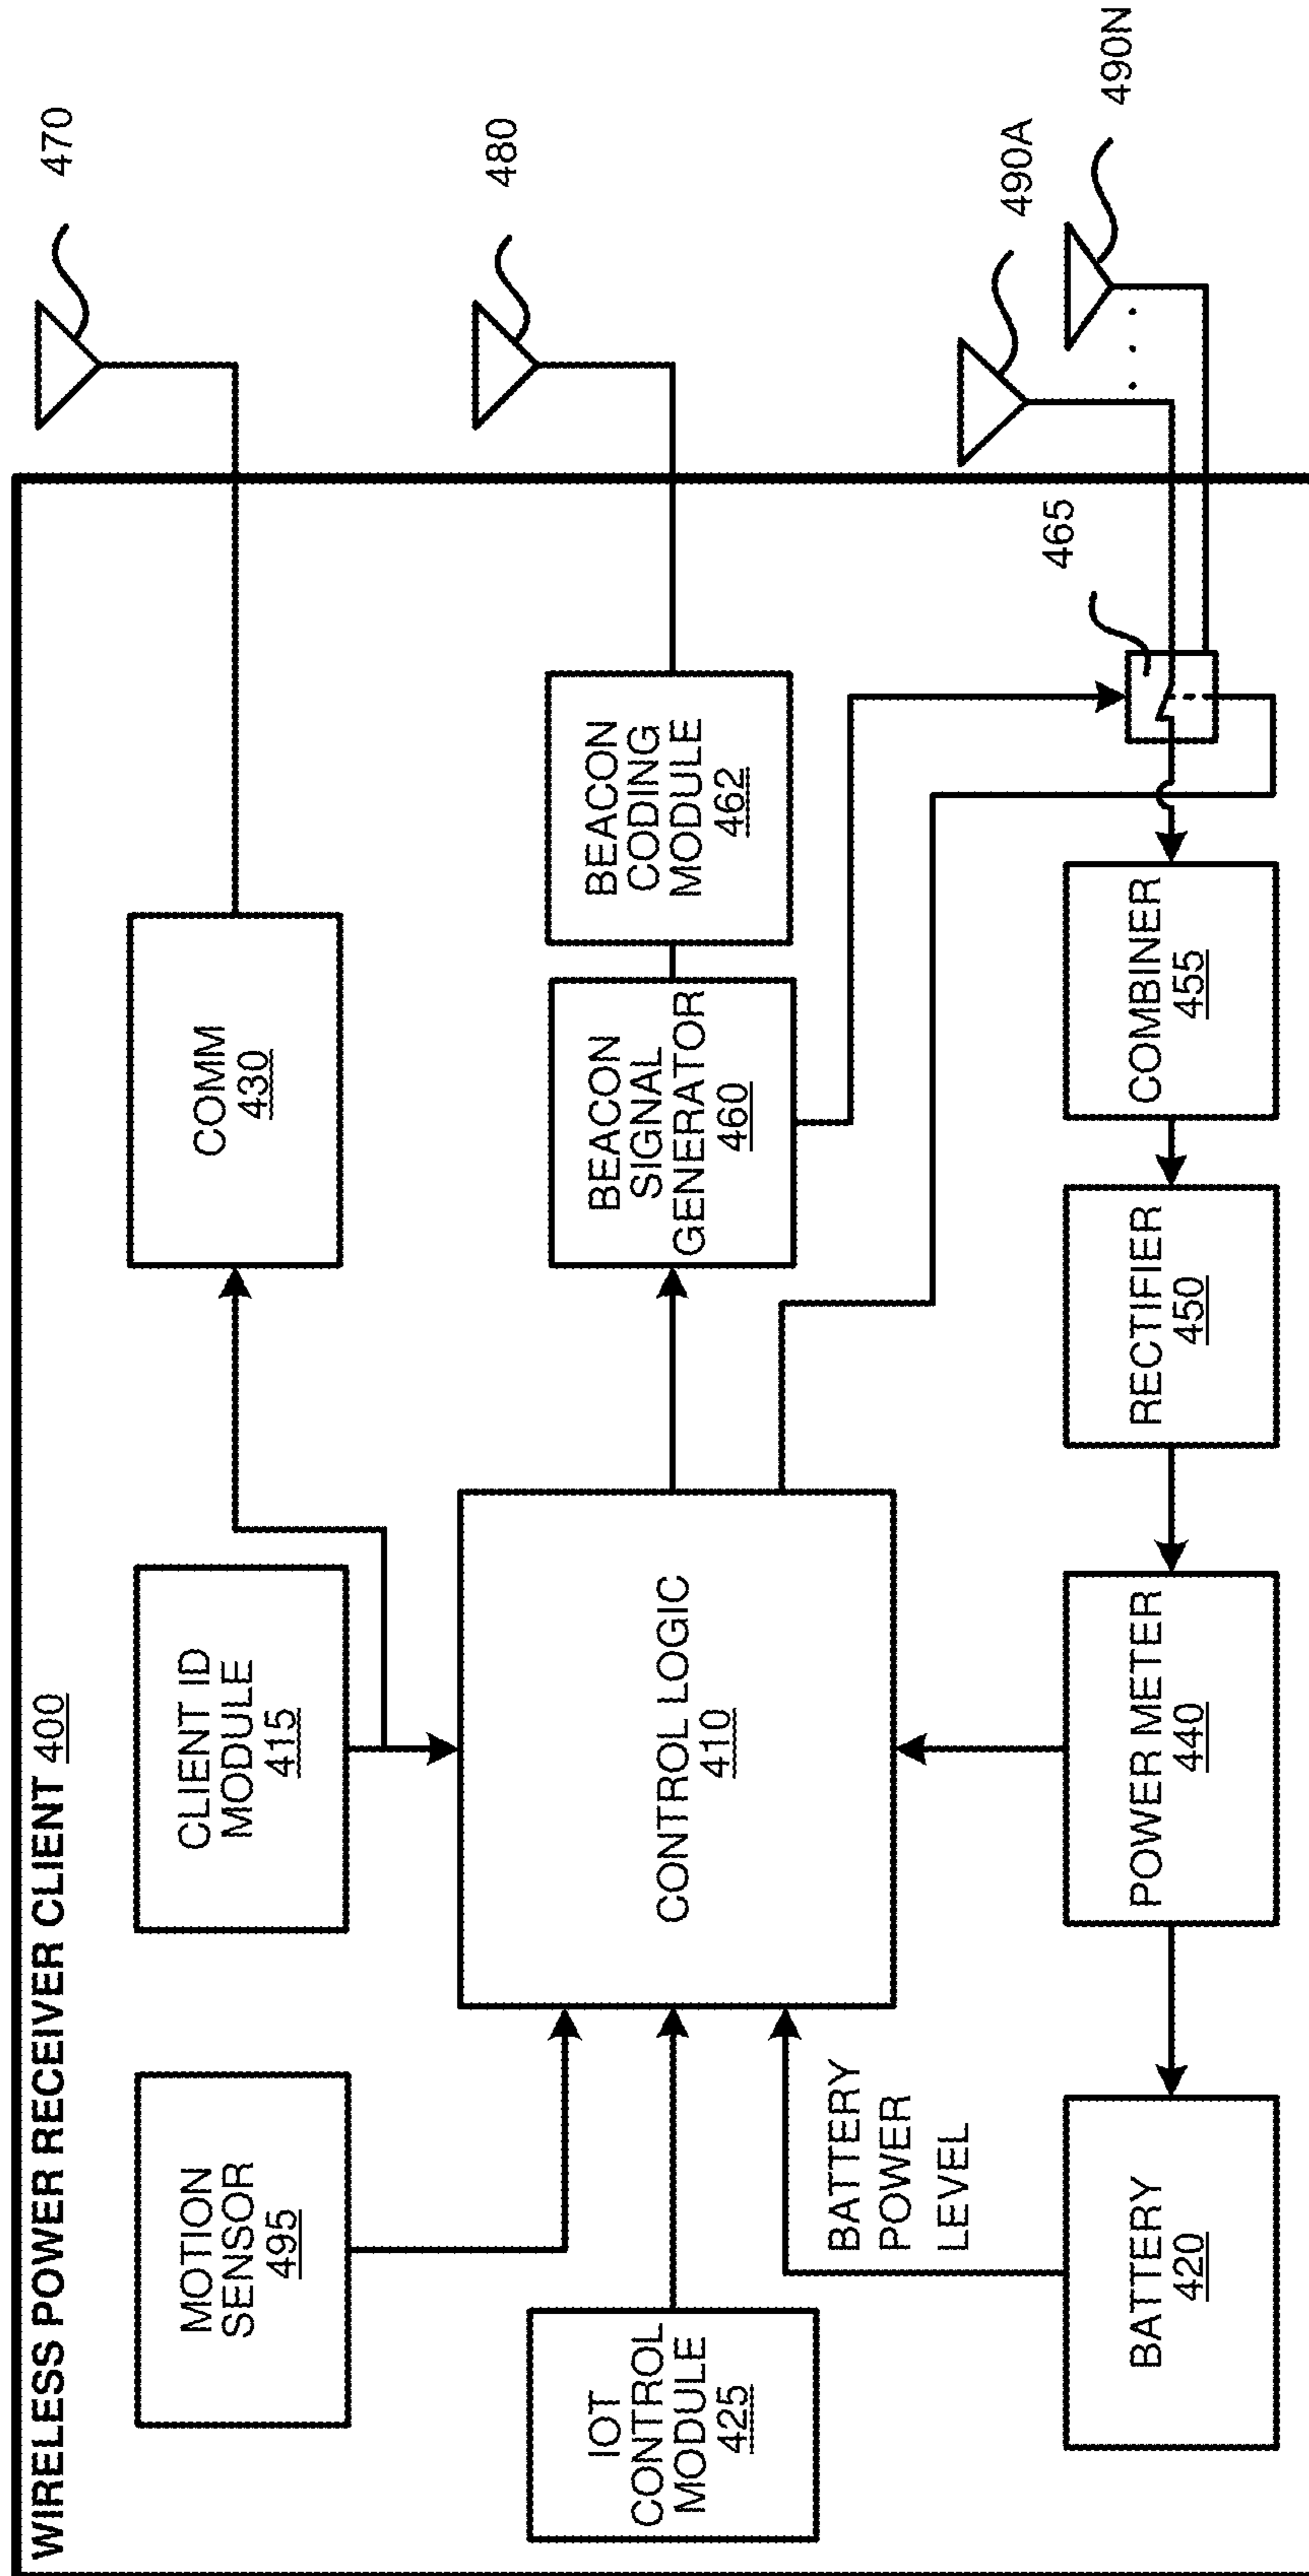 WIRELESS POWER RECEIVER CLIENT 400
MOTION
SENSOR
495
CLIENT ID
MODULE
415
COMM
430
470
IOT
CONTROL
MODULE
425
CONTROL LOGIC
410
BEACON
SIGNAL
GENERATOR
460
BEACON
CODING
MODULE
462
480
BATTERY
POWER
LEVEL
465
490A
490N
BATTERY
420
POWER METER
440
RECTIFIER
450
COMBINER
455